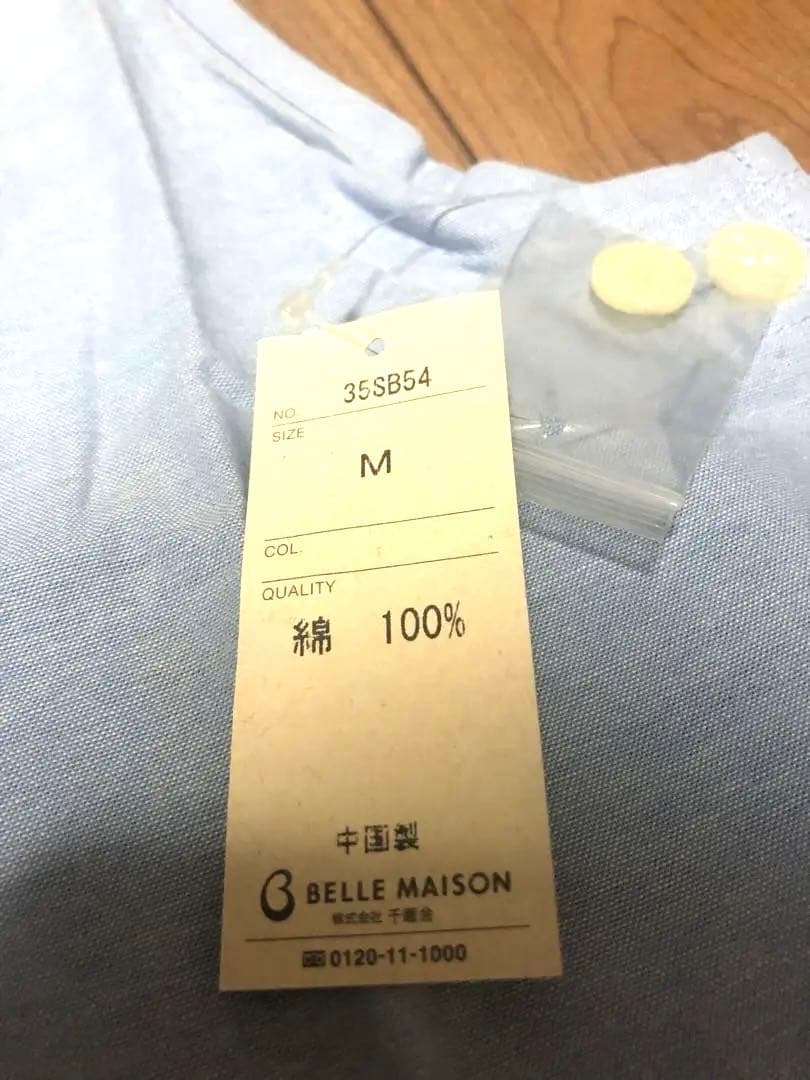 NO 35SB54
SIZE
M
COL.
QUALITY
綿 100%
中国製
BELLE MAISON
株式会社 千趣会
0120-11-1000